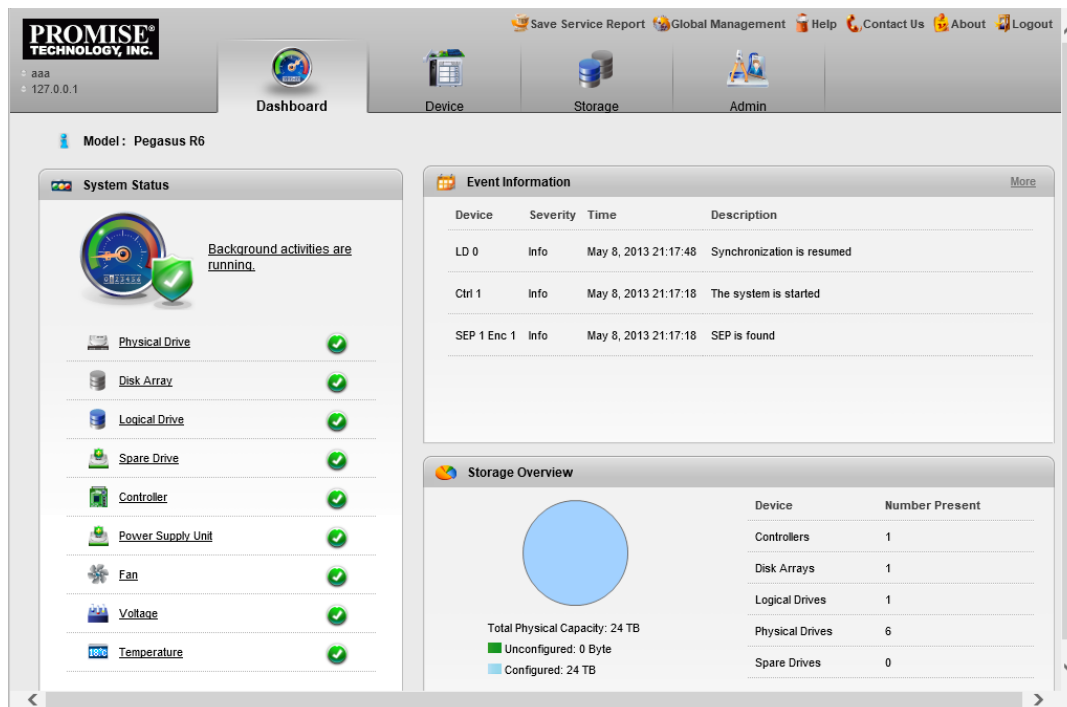 Save Service Report Global Management Help Contact Us About Logout
PROMISE®
TECHNOLOGY, INC.
aaa
127.0.0.1
Dashboard Device Storage Admin
Model : Pegasus R6
System Status
Background activities are
running.
Physical Drive
Disk Array
Logical Drive
Spare Drive
Controller
Power Supply Unit
Fan
Voltage
18°c Temperature
Event Information More
Device Severity Time Description
LD 0 Info May 8, 2013 21:17:48 Synchronization is resumed
Ctrl 1 Info May 8, 2013 21:17:18 The system is started
SEP 1 Enc 1 Info May 8, 2013 21:17:18 SEP is found
Storage Overview
Total Physical Capacity: 24 TB
Unconfigured: 0 Byte
Configured: 24 TB
Device Number Present
Controllers 1
Disk Arrays 1
Logical Drives 1
Physical Drives 6
Spare Drives 0